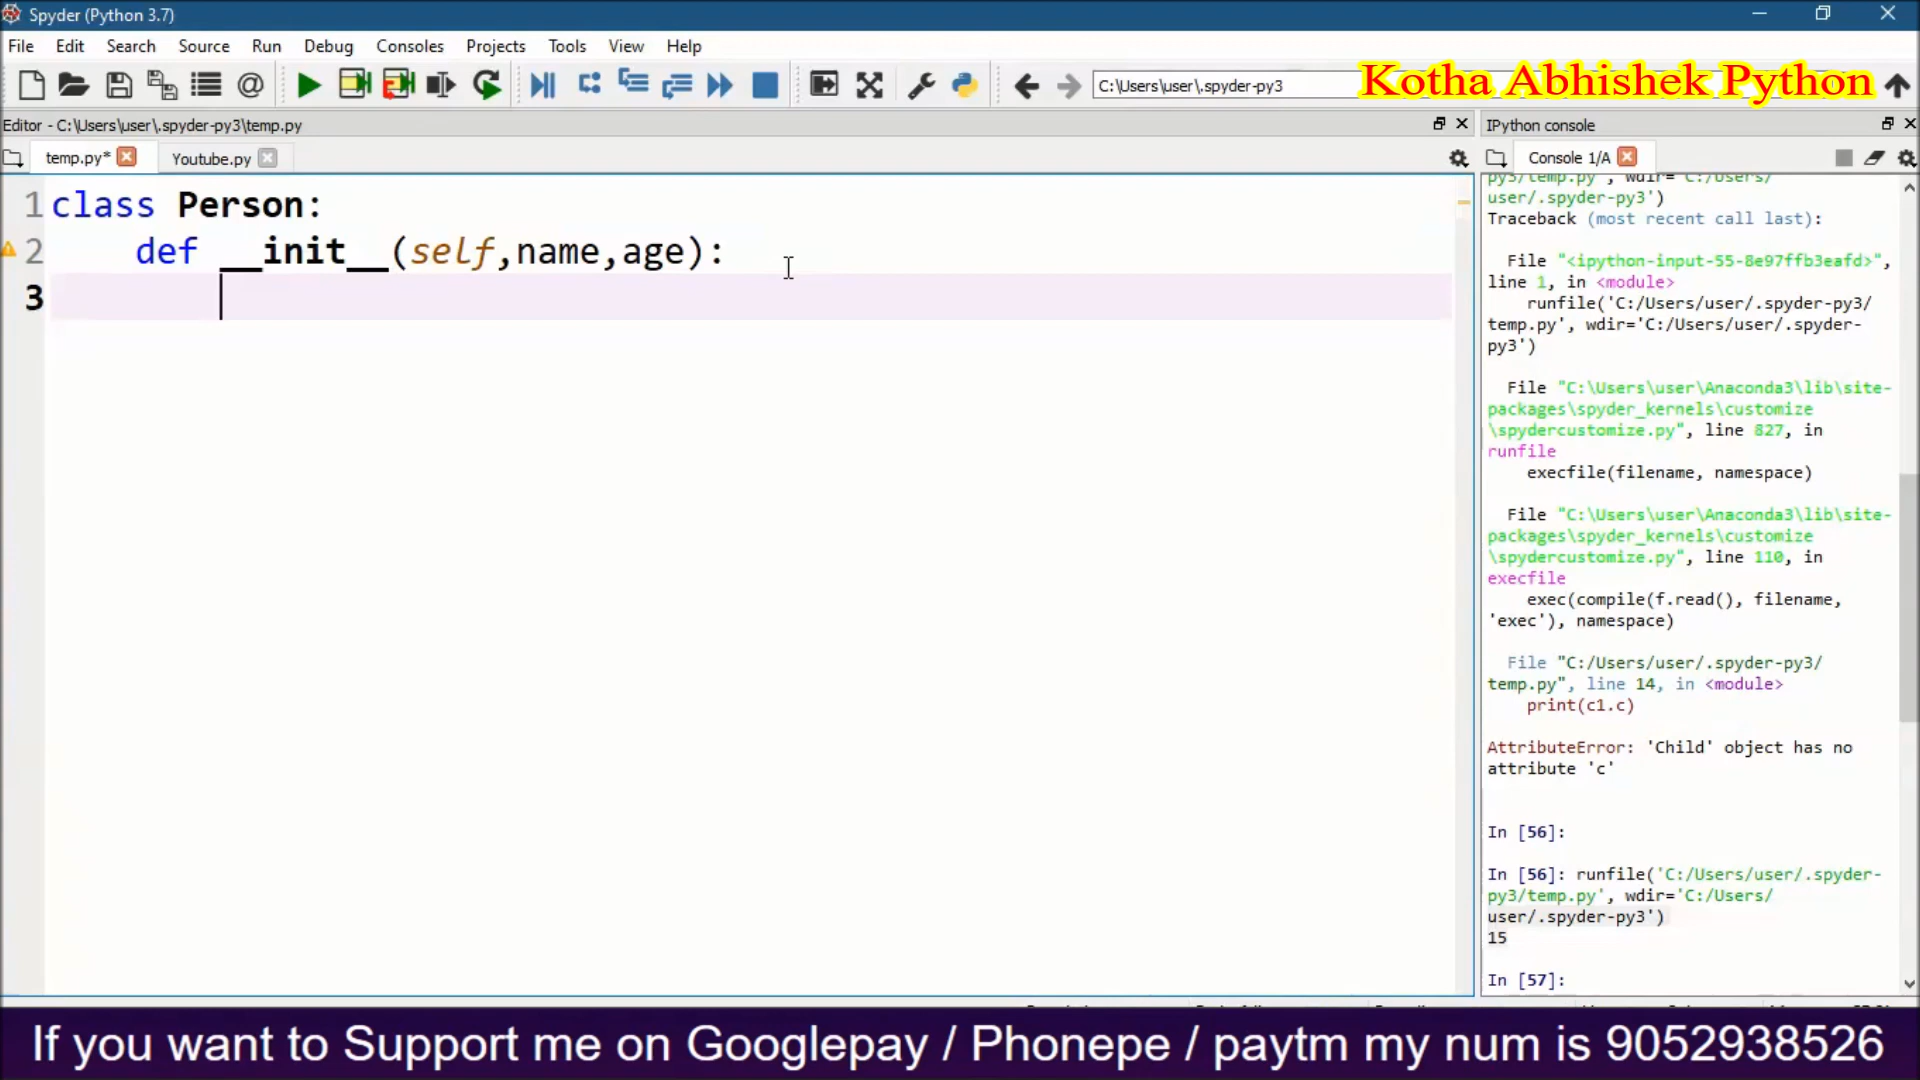 Spyder (Python 3.7)
File Edit Search Source Run Debug Consoles Projects Tools View Help
C:\Users\user\.spyder-py3
Kotha Abhishek Python
Editor - C:\Users\user\.spyder-py3\temp.py
IPython console
temp.py* Youtube.py
Console 1/A
1 class Person:
2 def __init__(self,name,age):
3
py3/temp.py', wdir='C:/Users/
user/.spyder-py3')
Traceback (most recent call last):
File "<ipython-input-55-8e97ffb3eafd>",
line 1, in <module>
runfile('C:/Users/user/.spyder-py3/
temp.py', wdir='C:/Users/user/.spyder-
py3')
File "C:\Users\user\Anaconda3\lib\site-
packages\spyder_kernels\customize
\spydercustomize.py", line 827, in
runfile
execfile(filename, namespace)
File "C:\Users\user\Anaconda3\lib\site-
packages\spyder_kernels\customize
\spydercustomize.py", line 110, in
execfile
exec(compile(f.read(), filename,
'exec'), namespace)
File "C:/Users/user/.spyder-py3/
temp.py", line 14, in <module>
print(c1.c)
AttributeError: 'Child' object has no
attribute 'c'
In [56]:
In [56]: runfile('C:/Users/user/.spyder-
py3/temp.py', wdir='C:/Users/
user/.spyder-py3')
15
In [57]:
If you want to Support me on Googlepay / Phonepe / paytm my num is 9052938526